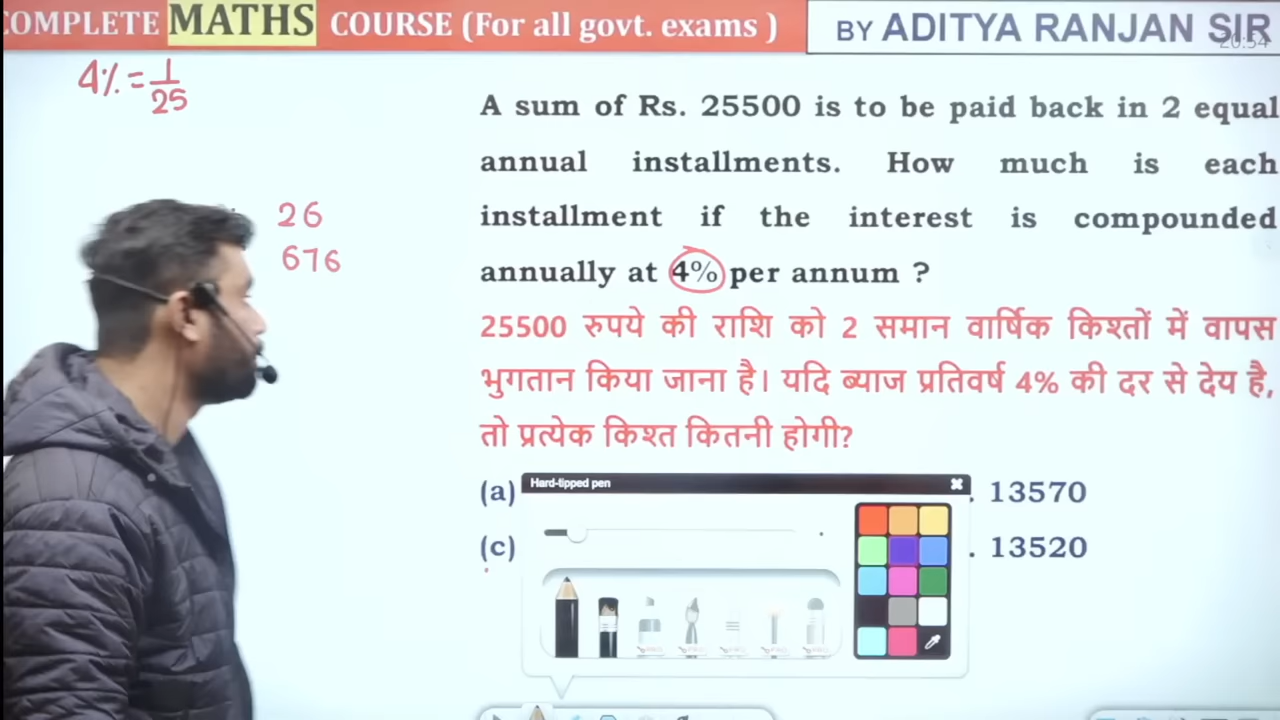 COMPLETE MATHS COURSE (For all govt. exams )
BY ADITYA RANJAN SIR
20:54
4% = 1/25
A sum of Rs. 25500 is to be paid back in 2 equal
annual installments. How much is each
installment if the interest is compounded
annually at 4% per annum ?
26
676
25500 रुपये की राशि को 2 समान वार्षिक किश्तों में वापस
भुगतान किया जाना है। यदि ब्याज प्रतिवर्ष 4% की दर से देय है,
तो प्रत्येक किश्त कितनी होगी?
(a) . 13570
Hard-tipped pen
(c) . 13520